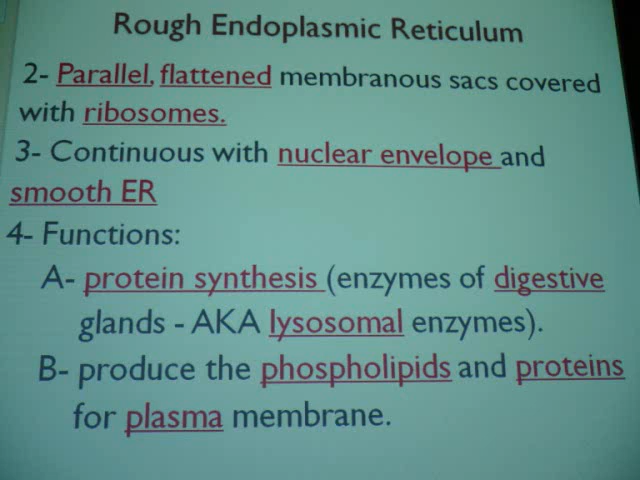 Rough Endoplasmic Reticulum
2- Parallel, flattened membranous sacs covered
with ribosomes.
3- Continuous with nuclear envelope and
smooth ER
4- Functions:
A- protein synthesis (enzymes of digestive
glands - AKA lysosomal enzymes).
B- produce the phospholipids and proteins
for plasma membrane.